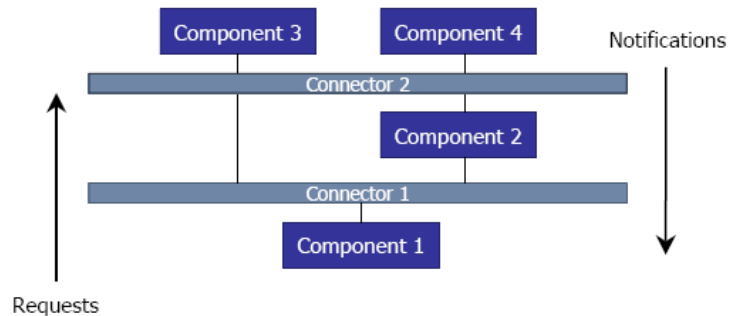 Component 3
Component 4
Notifications
Connector 2
Component 2
Connector 1
Component 1
Requests